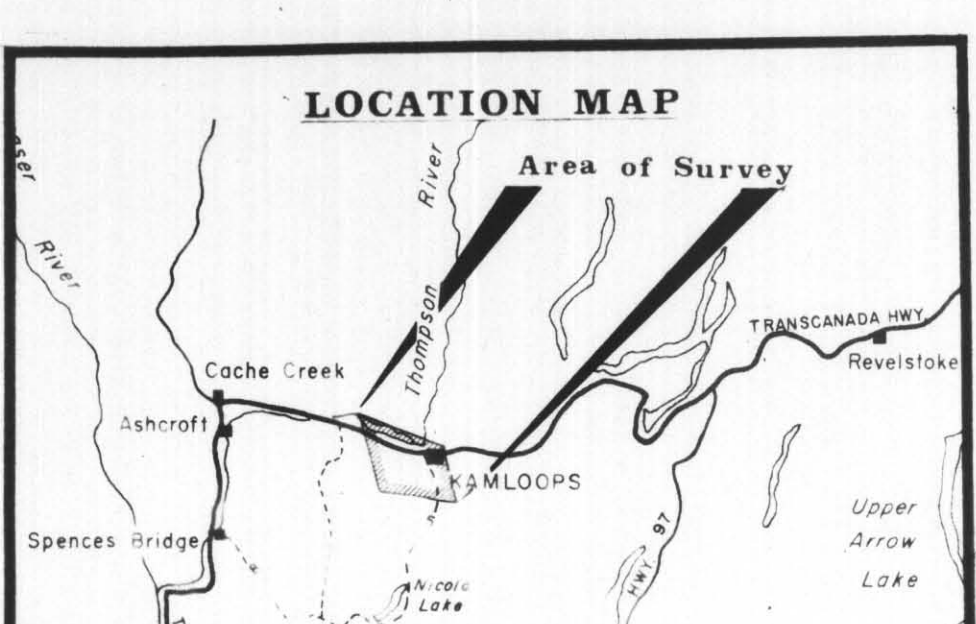 LOCATION MAP
Area of Survey
River
Thompson
River
TRANSCANADA HWY.
Revelstoke
Cache Creek
Ashcroft
KAMLOOPS
Spences Bridge
HWY. 97
Upper
Arrow
Lake
Nicola
Lake